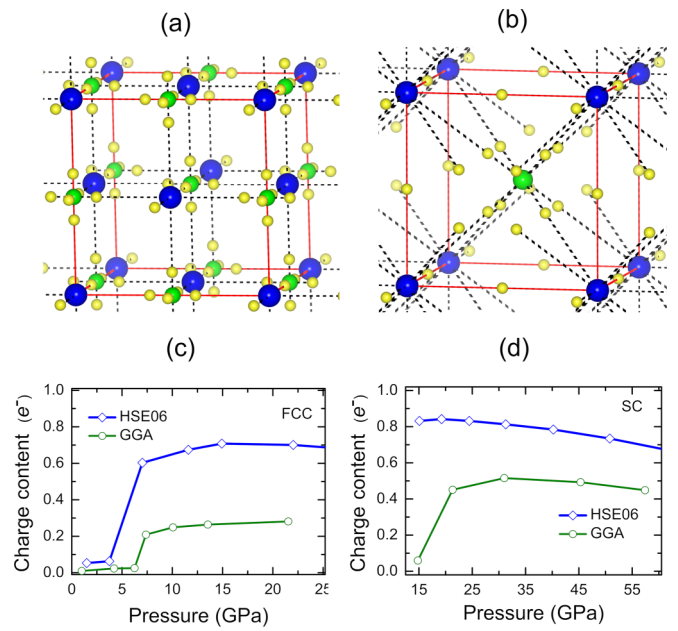 (a)
(b)
(c)
1.0
0.8
0.6
0.4
0.2
0.0
Charge content (e⁻)
HSE06
GGA
FCC
0 5 10 15 20 25
Pressure (GPa)
(d)
1.0
0.8
0.6
0.4
0.2
0.0
Charge content (e⁻)
SC
HSE06
GGA
15 25 35 45 55
Pressure (GPa)